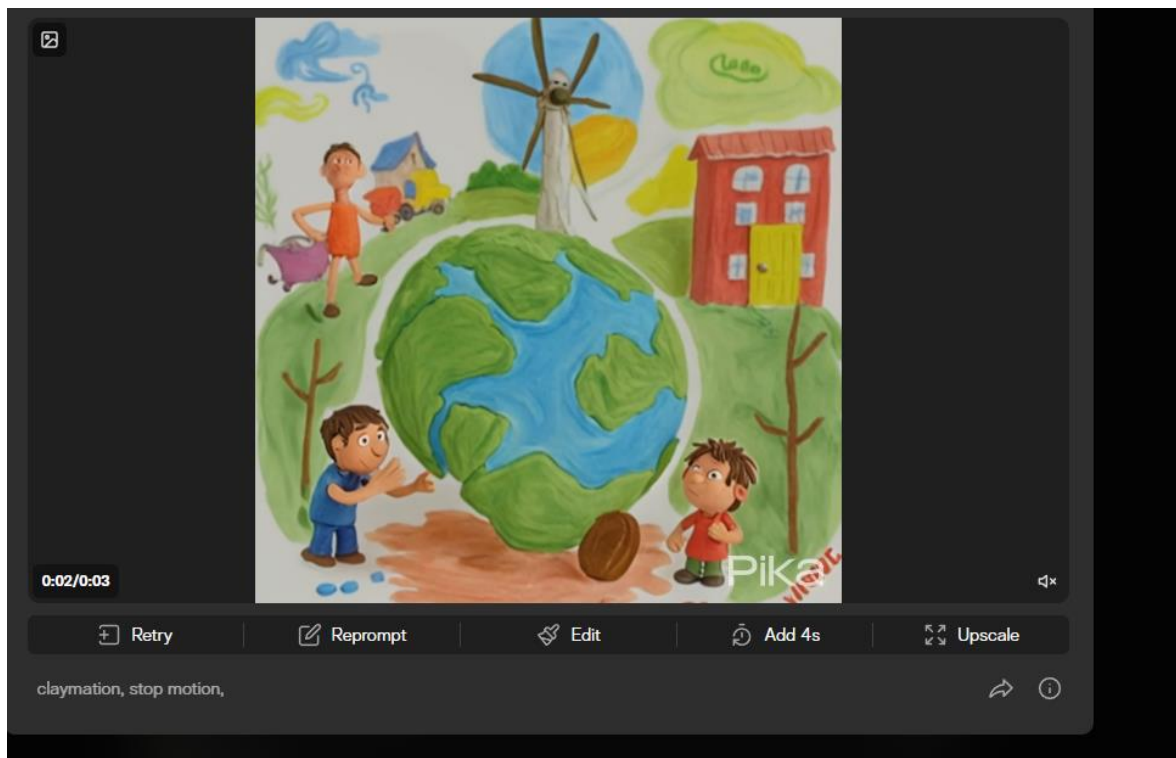 Pika
0:02/0:03
Retry
Reprompt
Edit
Add 4s
Upscale
claymation, stop motion,